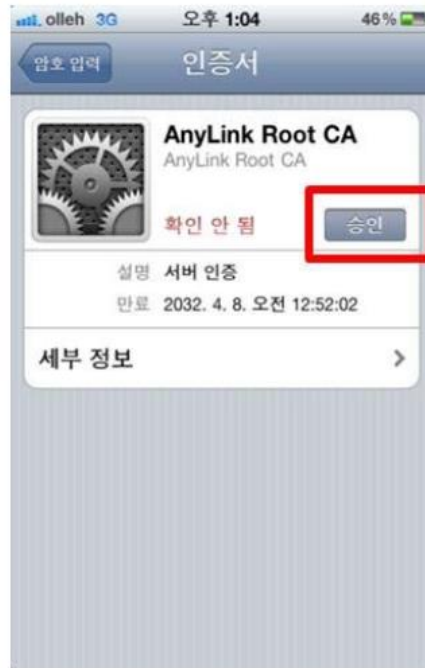 olleh 3G 오후 1:04 46%
암호 입력 인증서
AnyLink Root CA
AnyLink Root CA
확인 안 됨 승인
설명 서버 인증
만료 2032. 4. 8. 오전 12:52:02
세부 정보